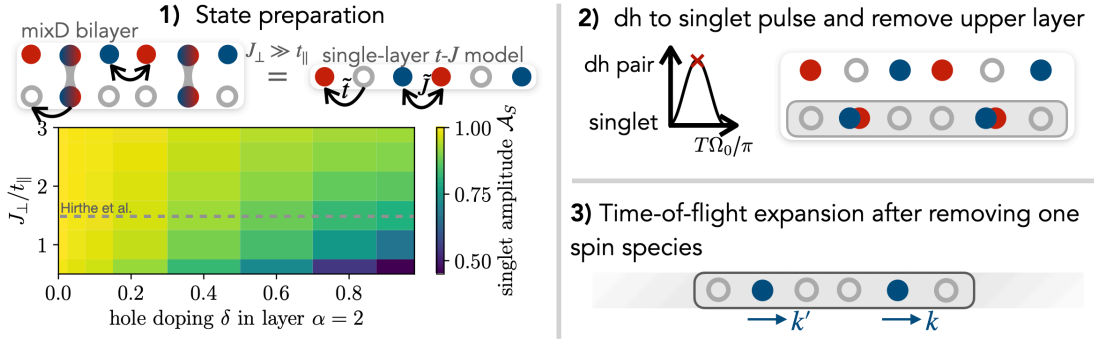 1) State preparation
mixD bilayer
J⊥ ≫ t∥
=
single-layer t-J model
t̃
J̃
3
2
1
J⊥/t∥
Hirthe et al.
0.0 0.2 0.4 0.6 0.8
hole doping δ in layer α = 2
1.00
0.75
0.50
singlet amplitude 𝒜_S
2) dh to singlet pulse and remove upper layer
dh pair
singlet
TΩ₀/π
3) Time-of-flight expansion after removing one
spin species
k′
k